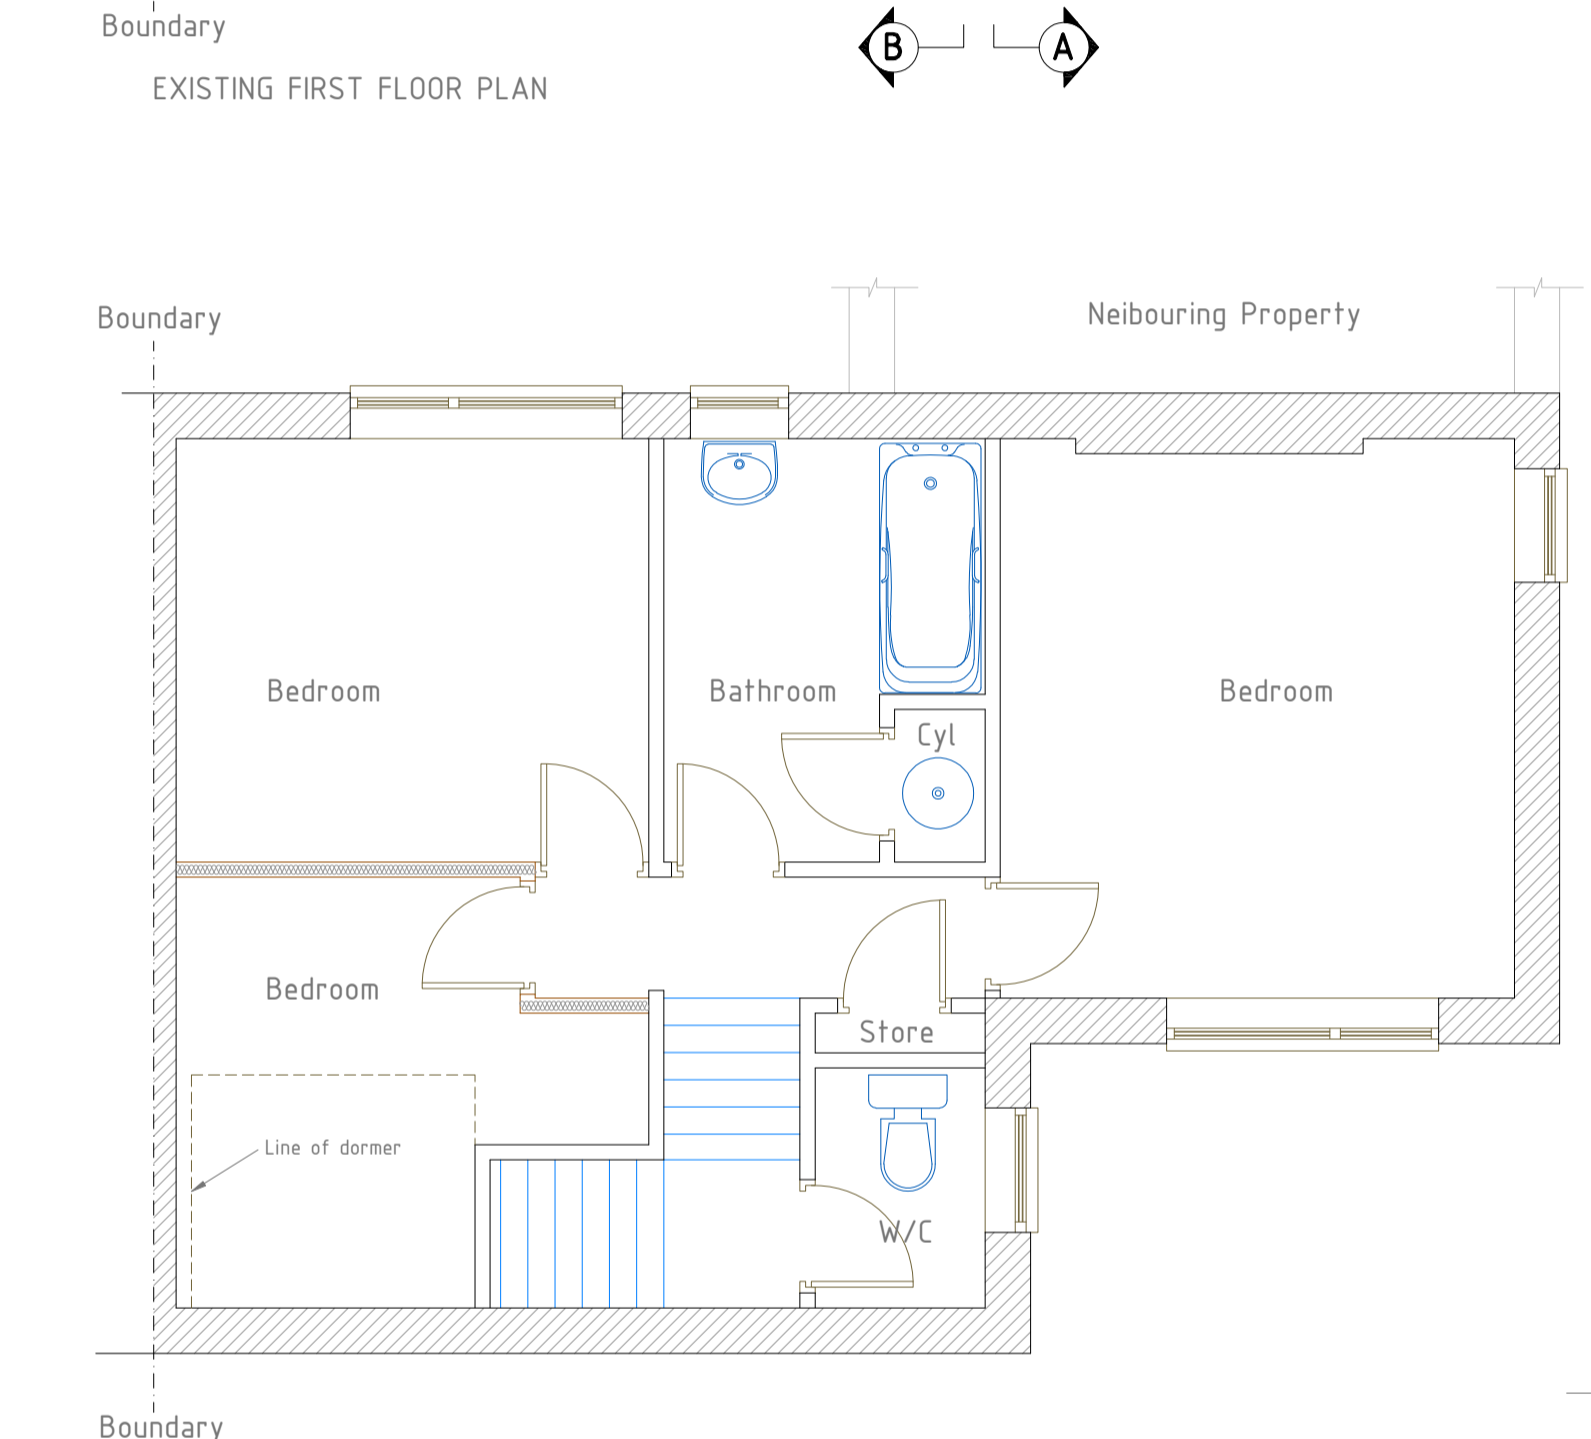 Boundary
B A
EXISTING FIRST FLOOR PLAN
Boundary
Neibouring Property
Bedroom
Bathroom
Bedroom
Cyl
Bedroom
Store
Line of dormer
W/C
Boundary